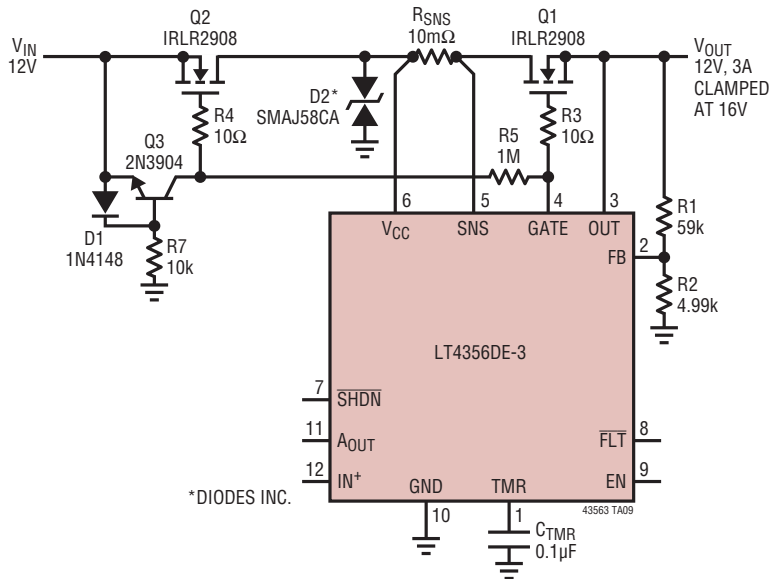 Q2
IRLR2908
RSNS
10mΩ
Q1
IRLR2908
VIN
12V
VOUT
12V, 3A
CLAMPED
AT 16V
D2*
SMAJ58CA
R4
10Ω
R3
10Ω
Q3
2N3904
R5
1M
D1
1N4148
R7
10k
6
5
4
3
VCC
SNS
GATE
OUT
R1
59k
FB
2
R2
4.99k
LT4356DE-3
7
SHDN
11
AOUT
12
IN+
FLT
8
EN
9
GND
TMR
*DIODES INC.
10
1
43563 TA09
CTMR
0.1µF